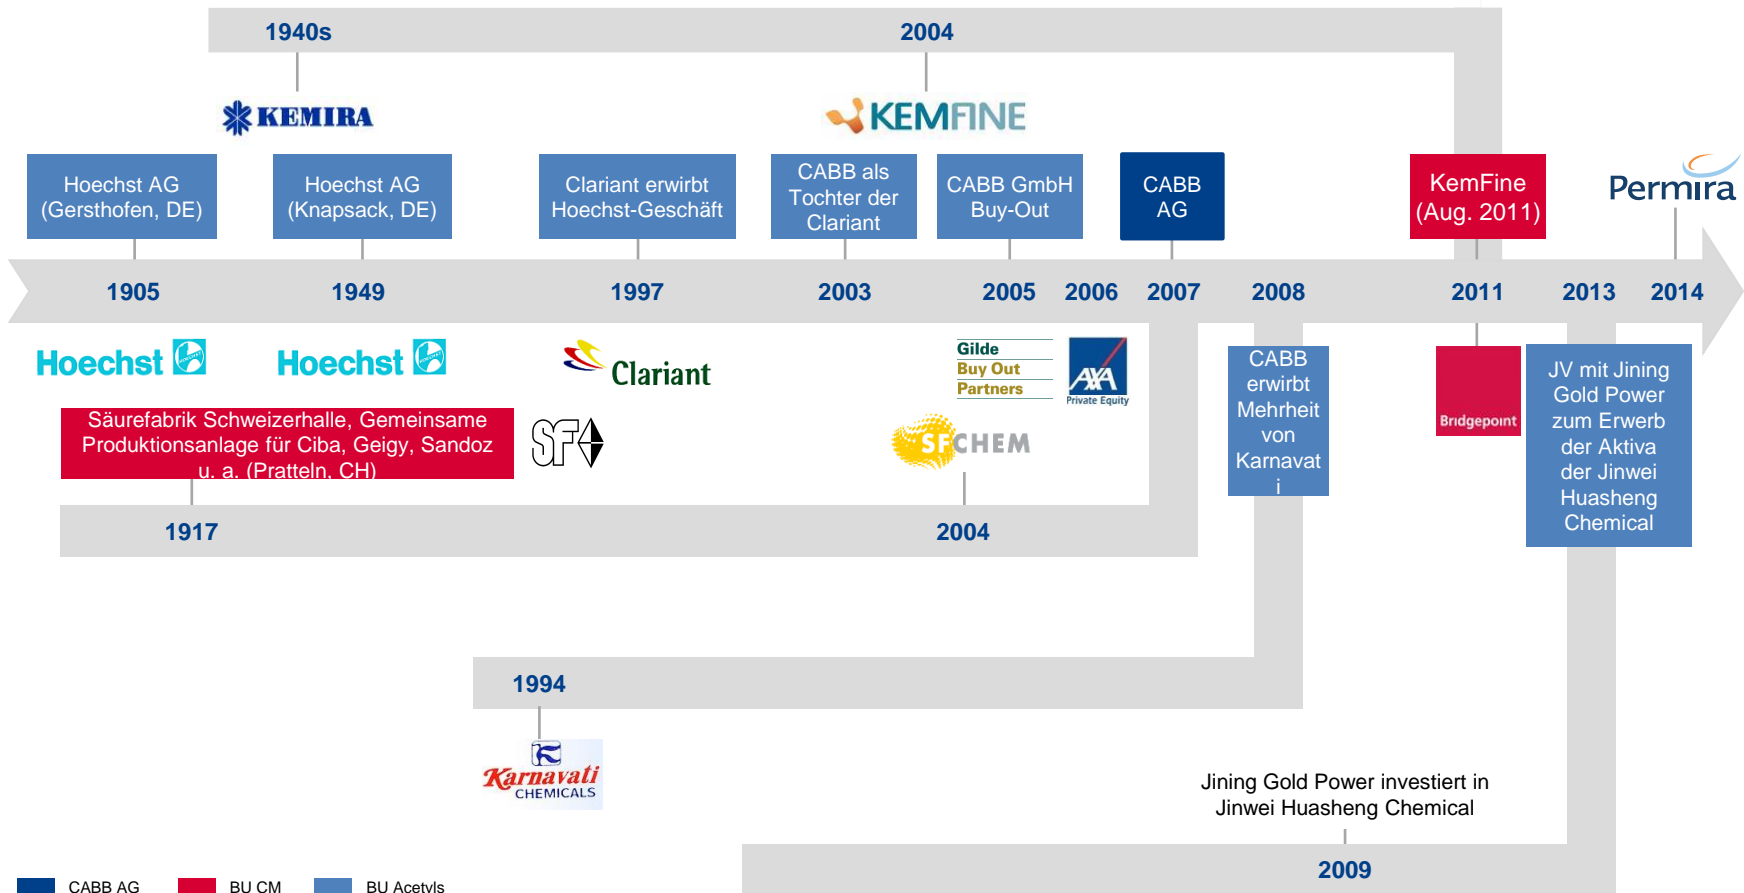 1940s
2004
KEMIRA
KEMFINE
Hoechst AG
(Gersthofen, DE)
Hoechst AG
(Knapsack, DE)
Clariant erwirbt
Hoechst-Geschäft
CABB als
Tochter der
Clariant
CABB GmbH
Buy-Out
CABB
AG
KemFine
(Aug. 2011)
Permira
1905
1949
1997
2003
2005
2006
2007
2008
2011
2013
2014
Hoechst
Hoechst
Clariant
Gilde
Buy Out
Partners
AXA
Private Equity
CABB
erwirbt
Mehrheit
von
Karnavat
i
Bridgepoint
JV mit Jining
Gold Power
zum Erwerb
der Aktiva
der Jinwei
Huasheng
Chemical
Säurefabrik Schweizerhalle, Gemeinsame
Produktionsanlage für Ciba, Geigy, Sandoz
u. a. (Pratteln, CH)
SF
SFCHEM
1917
2004
1994
Karnavati
CHEMICALS
Jining Gold Power investiert in
Jinwei Huasheng Chemical
2009
CABB AG
BU CM
BU Acetyls